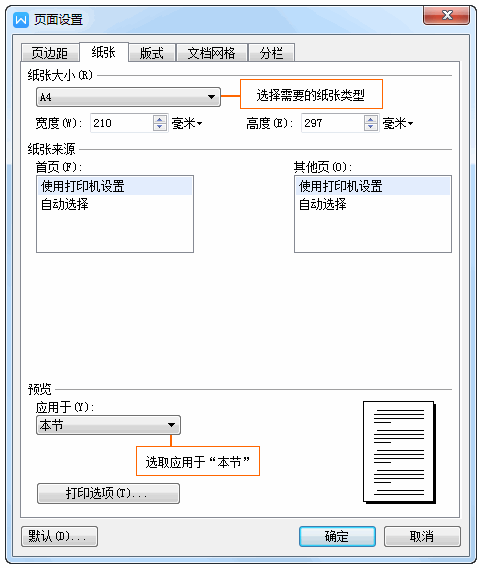 页面设置
页边距 纸张 版式 文档网格 分栏
纸张大小(R)
A4
选择需要的纸张类型
宽度(W): 210 毫米 高度(E): 297 毫米
纸张来源
首页(F): 其他页(O):
使用打印机设置 使用打印机设置
自动选择 自动选择
预览
应用于(Y):
本节
选取应用于“本节”
打印选项(T)...
默认(D)... 确定 取消